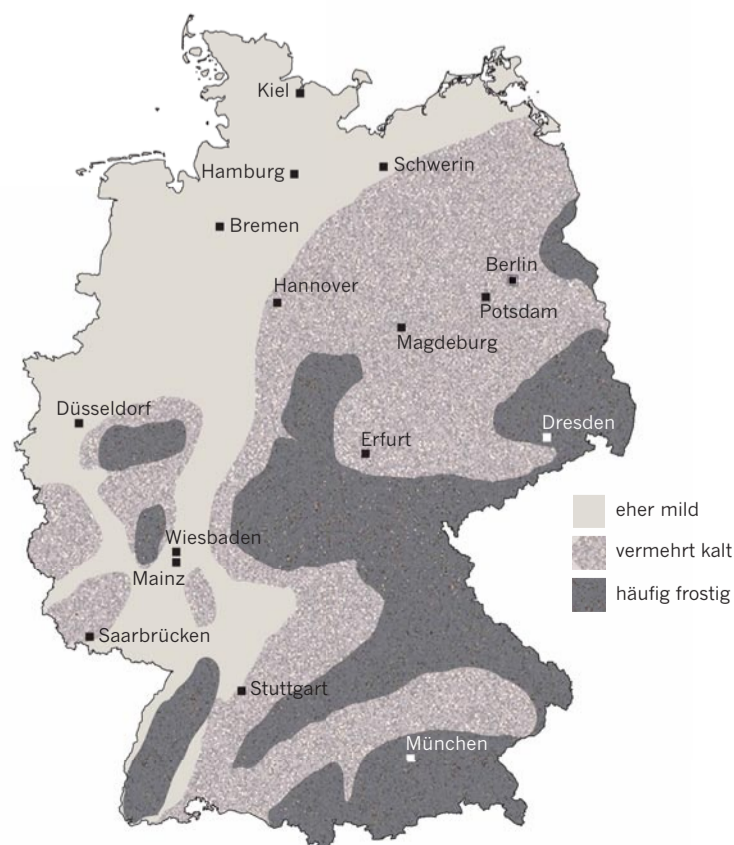 Kiel
Schwerin
Hamburg
Bremen
Berlin
Hannover
Potsdam
Magdeburg
Düsseldorf
Dresden
Erfurt
eher mild
Wiesbaden
vermehrt kalt
Mainz
häufig frostig
Saarbrücken
Stuttgart
München